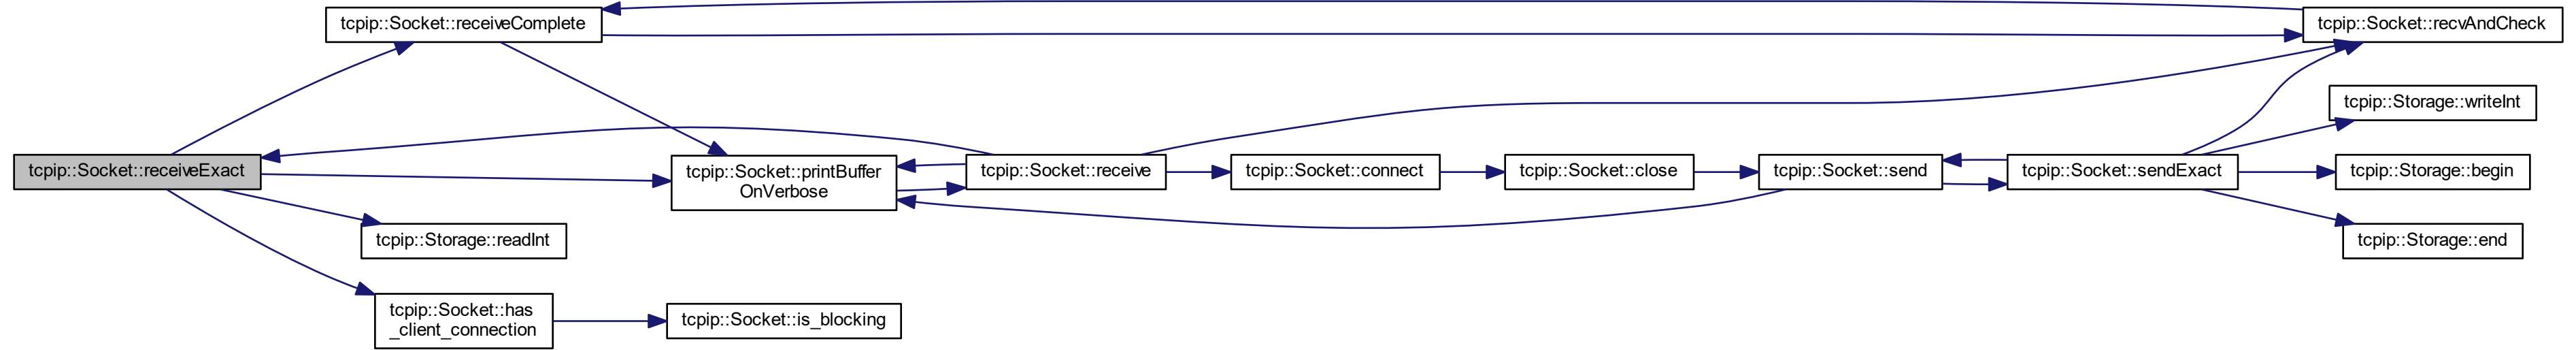 tcpip::Socket::receiveComplete
tcpip::Socket::recvAndCheck
tcpip::Storage::writeInt
tcpip::Socket::receiveExact
tcpip::Socket::printBuffer
OnVerbose
tcpip::Socket::receive
tcpip::Socket::connect
tcpip::Socket::close
tcpip::Socket::send
tcpip::Socket::sendExact
tcpip::Storage::begin
tcpip::Storage::readInt
tcpip::Storage::end
tcpip::Socket::has
_client_connection
tcpip::Socket::is_blocking